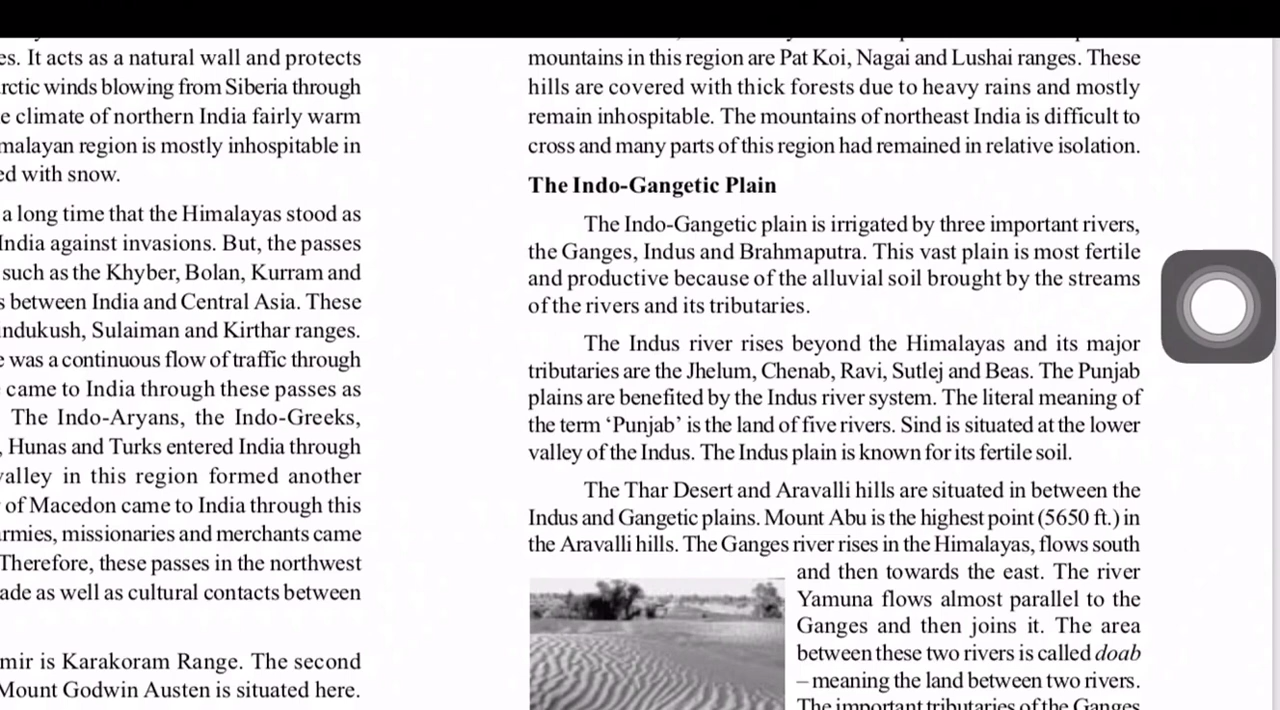 es. It acts as a natural wall and protects
rctic winds blowing from Siberia through
e climate of northern India fairly warm
malayan region is mostly inhospitable in
ed with snow.
a long time that the Himalayas stood as
India against invasions. But, the passes
such as the Khyber, Bolan, Kurram and
s between India and Central Asia. These
indukush, Sulaiman and Kirthar ranges.
e was a continuous flow of traffic through
came to India through these passes as
The Indo-Aryans, the Indo-Greeks,
, Hunas and Turks entered India through
valley in this region formed another
of Macedon came to India through this
armies, missionaries and merchants came
Therefore, these passes in the northwest
ade as well as cultural contacts between
mir is Karakoram Range. The second
Mount Godwin Austen is situated here.
mountains in this region are Pat Koi, Nagai and Lushai ranges. These
hills are covered with thick forests due to heavy rains and mostly
remain inhospitable. The mountains of northeast India is difficult to
cross and many parts of this region had remained in relative isolation.
The Indo-Gangetic Plain
The Indo-Gangetic plain is irrigated by three important rivers,
the Ganges, Indus and Brahmaputra. This vast plain is most fertile
and productive because of the alluvial soil brought by the streams
of the rivers and its tributaries.
The Indus river rises beyond the Himalayas and its major
tributaries are the Jhelum, Chenab, Ravi, Sutlej and Beas. The Punjab
plains are benefited by the Indus river system. The literal meaning of
the term ‘Punjab’ is the land of five rivers. Sind is situated at the lower
valley of the Indus. The Indus plain is known for its fertile soil.
The Thar Desert and Aravalli hills are situated in between the
Indus and Gangetic plains. Mount Abu is the highest point (5650 ft.) in
the Aravalli hills. The Ganges river rises in the Himalayas, flows south
and then towards the east. The river
Yamuna flows almost parallel to the
Ganges and then joins it. The area
between these two rivers is called doab
– meaning the land between two rivers.
The important tributaries of the Ganges